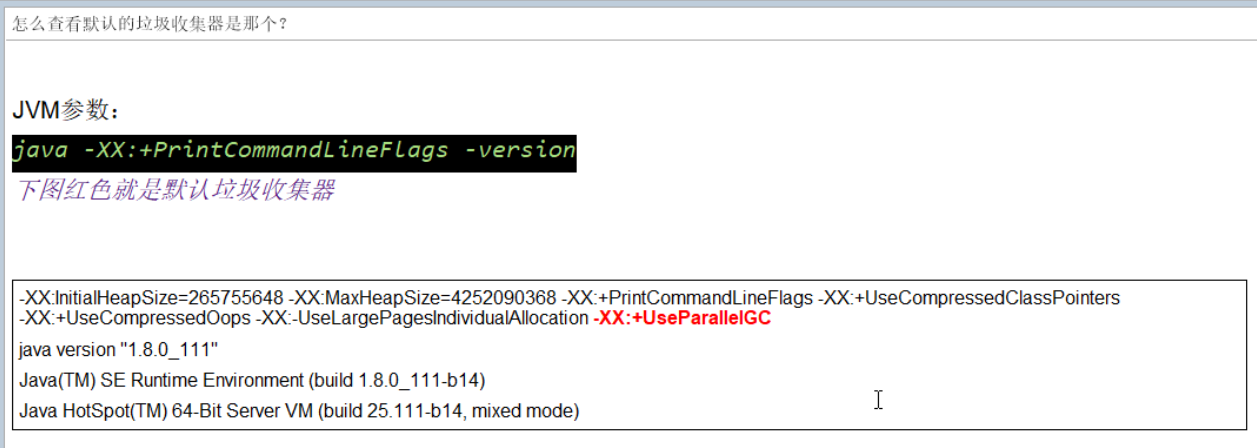 怎么查看默认的垃圾收集器是那个?
JVM参数：
java -XX:+PrintCommandLineFlags -version
下图红色就是默认垃圾收集器
-XX:InitialHeapSize=265755648 -XX:MaxHeapSize=4252090368 -XX:+PrintCommandLineFlags -XX:+UseCompressedClassPointers
-XX:+UseCompressedOops -XX:-UseLargePagesIndividualAllocation -XX:+UseParallelGC
java version "1.8.0_111"
Java(TM) SE Runtime Environment (build 1.8.0_111-b14)
Java HotSpot(TM) 64-Bit Server VM (build 25.111-b14, mixed mode)